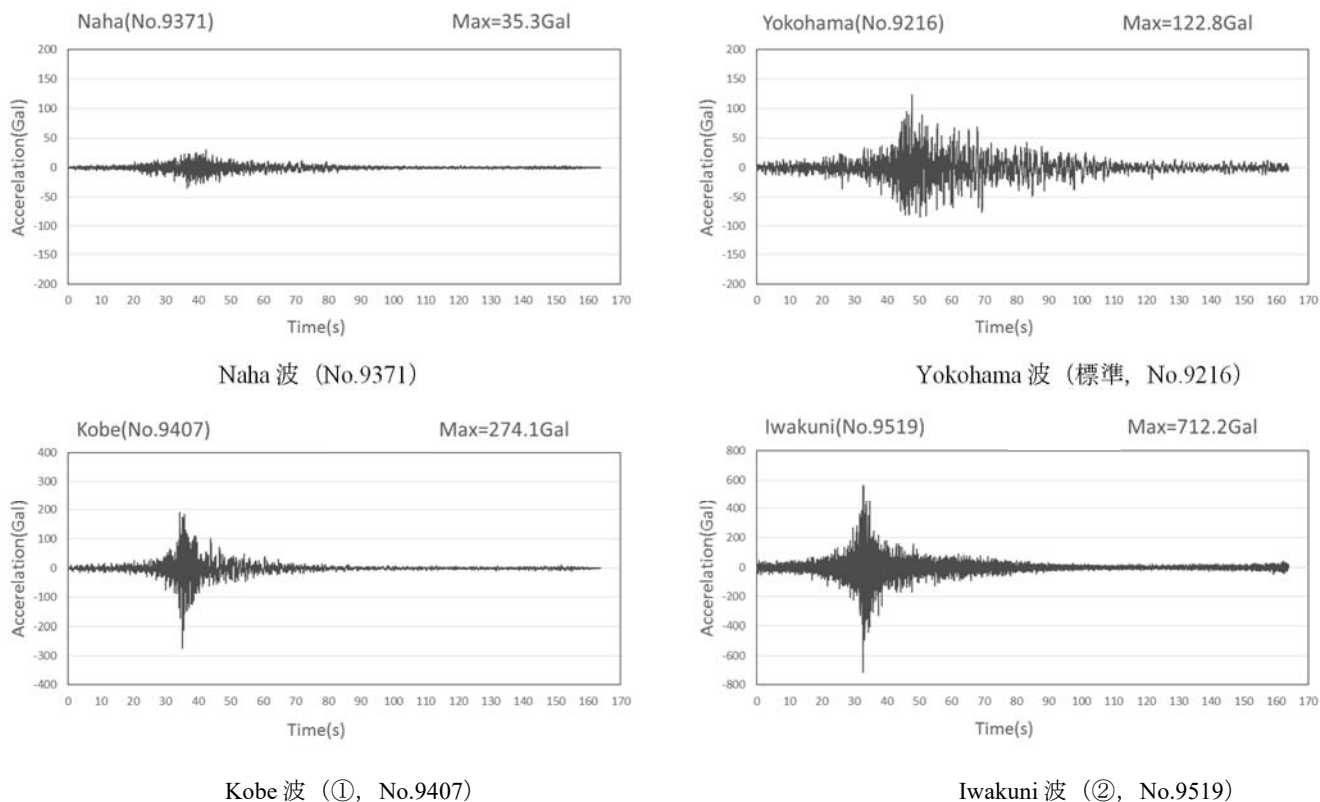 Naha(No.9371) Max=35.3Gal
200
150
100
50
0
-50
-100
-150
-200
Accerelation(Gal)
0 10 20 30 40 50 60 70 80 90 100 110 120 130 140 150 160 170
Time(s)
Naha 波（No.9371）
Yokohama(No.9216) Max=122.8Gal
200
150
100
50
0
-50
-100
-150
-200
Accerelation(Gal)
0 10 20 30 40 50 60 70 80 90 100 110 120 130 140 150 160 170
Time(s)
Yokohama 波（標準，No.9216）
Kobe(No.9407) Max=274.1Gal
400
300
200
100
0
-100
-200
-300
-400
Accerelation(Gal)
0 10 20 30 40 50 60 70 80 90 100 110 120 130 140 150 160 170
Time(s)
Kobe 波（①，No.9407）
Iwakuni(No.9519) Max=712.2Gal
800
600
400
200
0
-200
-400
-600
-800
Accerelation(Gal)
0 10 20 30 40 50 60 70 80 90 100 110 120 130 140 150 160 170
Time(s)
Iwakuni 波（②，No.9519）